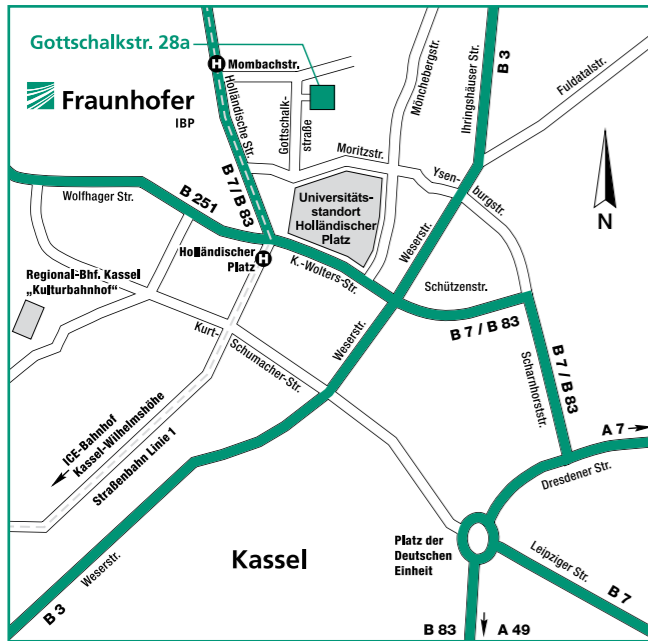 Gottschalkstr. 28a
Fraunhofer
IBP
H
Mombachstr.
Holländische Str.
Gottschalk-
straße
Mönchebergstr.
Ihringshäuser Str.
B 3
Fuldatalstr.
Moritzstr.
Ysen-
burgstr.
N
Wolfhager Str.
B 251
B 7 / B 83
Universitäts-
standort
Holländischer
Platz
Weserstr.
Holländischer
Platz
H
K.-Wolters-Str.
Schützenstr.
B 7 / B 83
Regional-Bhf. Kassel
„Kulturbahnhof“
Kurt-
Schumacher-Str.
Weserstr.
B 7 / B 83
Scharnhorststr.
A 7
Dresdener Str.
ICE-Bahnhof
Kassel-Wilhelmshöhe
Straßenbahn Linie 1
Weserstr.
B 3
Kassel
Platz der
Deutschen
Einheit
Leipziger Str.
B 7
B 83
A 49